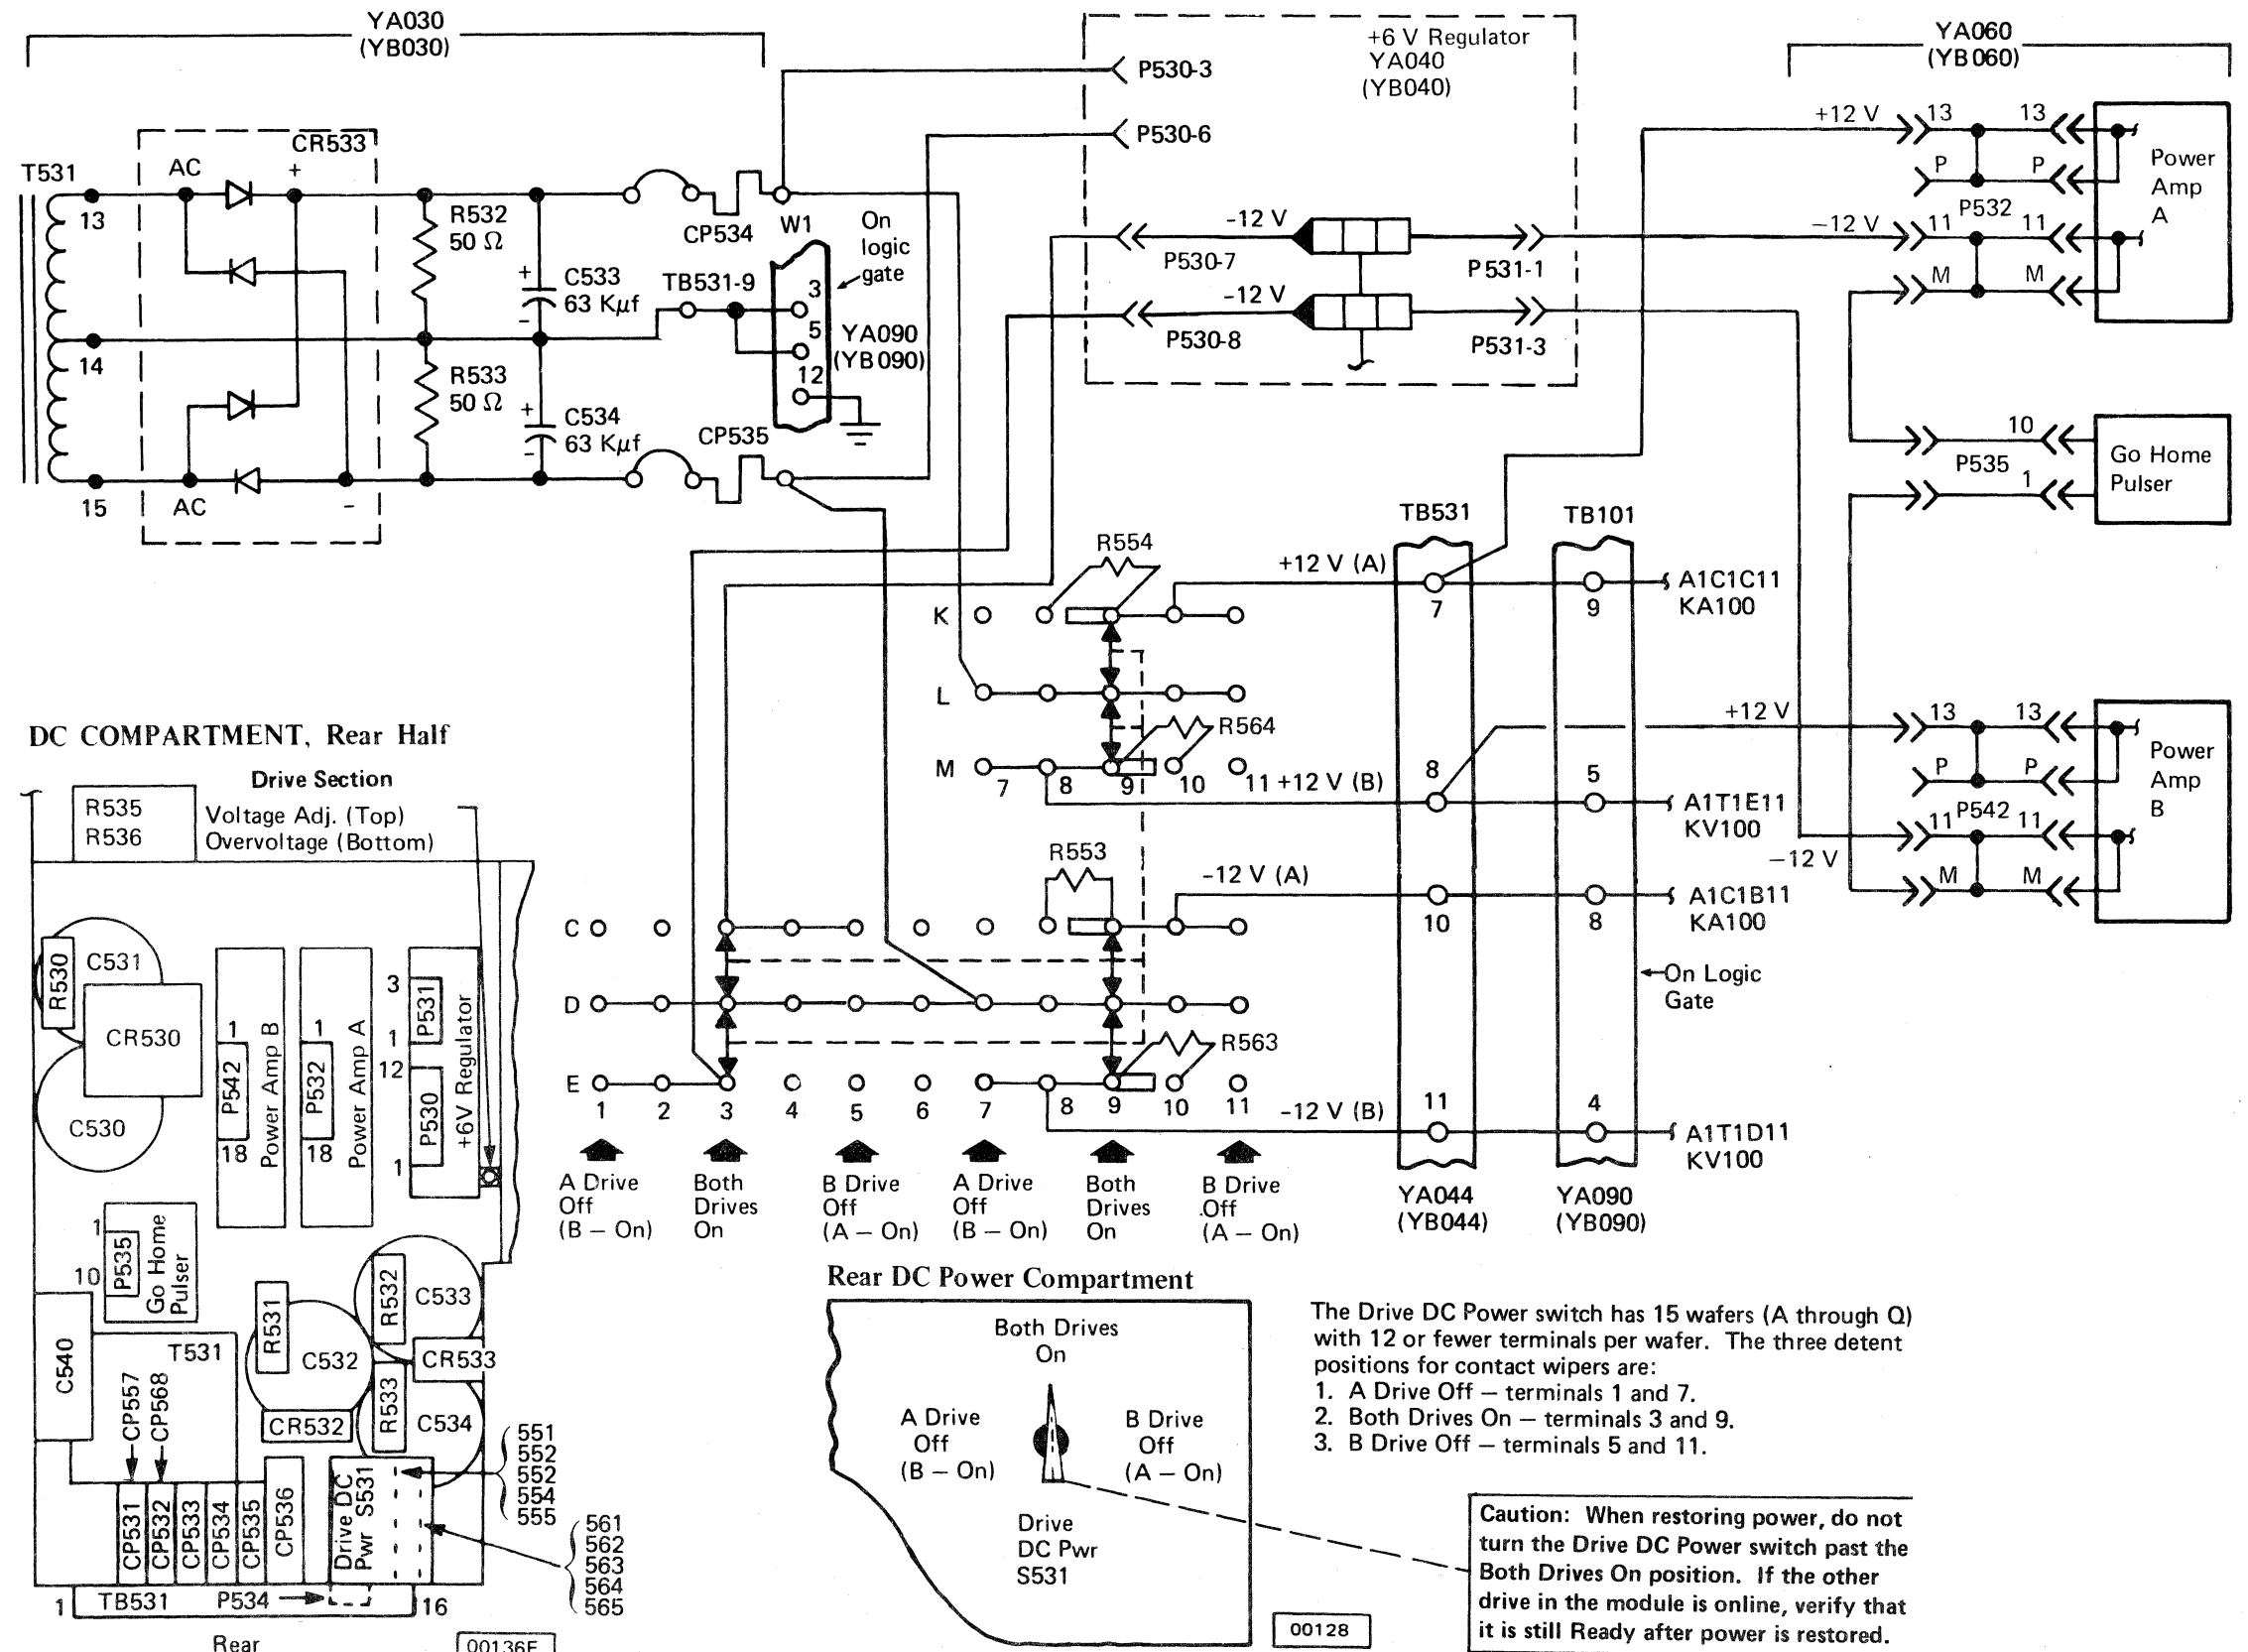 YA030
(YB030)
T531
13
14
15
CR533
AC
+
AC
-
R532
50 Ω
R533
50 Ω
+
C533
63 Kμf
-
+
C534
63 Kμf
-
CP534
W1
TB531-9
CP535
On
logic
gate
3
5
12
YA090
(YB090)
+6 V Regulator
YA040
(YB040)
P530-3
P530-6
-12 V
P530-7
P531-1
-12 V
P530-8
P531-3
YA060
(YB060)
+12 V
13
13
P
P
P532
-12 V
11
11
M
M
Power
Amp
A
10
P535
1
Go Home
Pulser
+12 V
13
13
P
P
P542
11
11
-12 V
M
M
Power
Amp
B
R554
+12 V (A)
TB531
TB101
7
9
A1C1C11
KA100
K
L
M
R564
7
8
9
10
11
+12 V (B)
8
5
A1T1E11
KV100
R553
-12 V (A)
10
8
A1C1B11
KA100
On Logic
Gate
C
D
E
R563
1
2
3
4
5
6
7
8
9
10
11
-12 V (B)
11
4
A1T1D11
KV100
A Drive
Off
(B – On)
Both
Drives
On
B Drive
Off
(A – On)
A Drive
Off
(B – On)
Both
Drives
On
B Drive
Off
(A – On)
YA044
(YB044)
YA090
(YB090)
DC COMPARTMENT, Rear Half
Drive Section
R535
R536
Voltage Adj. (Top)
Overvoltage (Bottom)
R530
C531
CR530
C530
1
P542
18
Power Amp B
1
P532
18
Power Amp A
3
P531
1
12
P530
1
+6V Regulator
1
P535
10
Go Home
Pulser
R531
R532
C533
C532
CR533
R533
C534
CR532
C540
T531
CP557
CP568
CP531
CP532
CP533
CP534
CP535
CP536
Drive DC
Pwr S531
551
552
552
554
555
561
562
563
564
565
1
TB531
P534
16
Rear
00136F
Rear DC Power Compartment
Both Drives
On
A Drive
Off
(B – On)
B Drive
Off
(A – On)
Drive
DC Pwr
S531
00128
The Drive DC Power switch has 15 wafers (A through Q)
with 12 or fewer terminals per wafer. The three detent
positions for contact wipers are:
1. A Drive Off – terminals 1 and 7.
2. Both Drives On – terminals 3 and 9.
3. B Drive Off – terminals 5 and 11.
Caution: When restoring power, do not
turn the Drive DC Power switch past the
Both Drives On position. If the other
drive in the module is online, verify that
it is still Ready after power is restored.